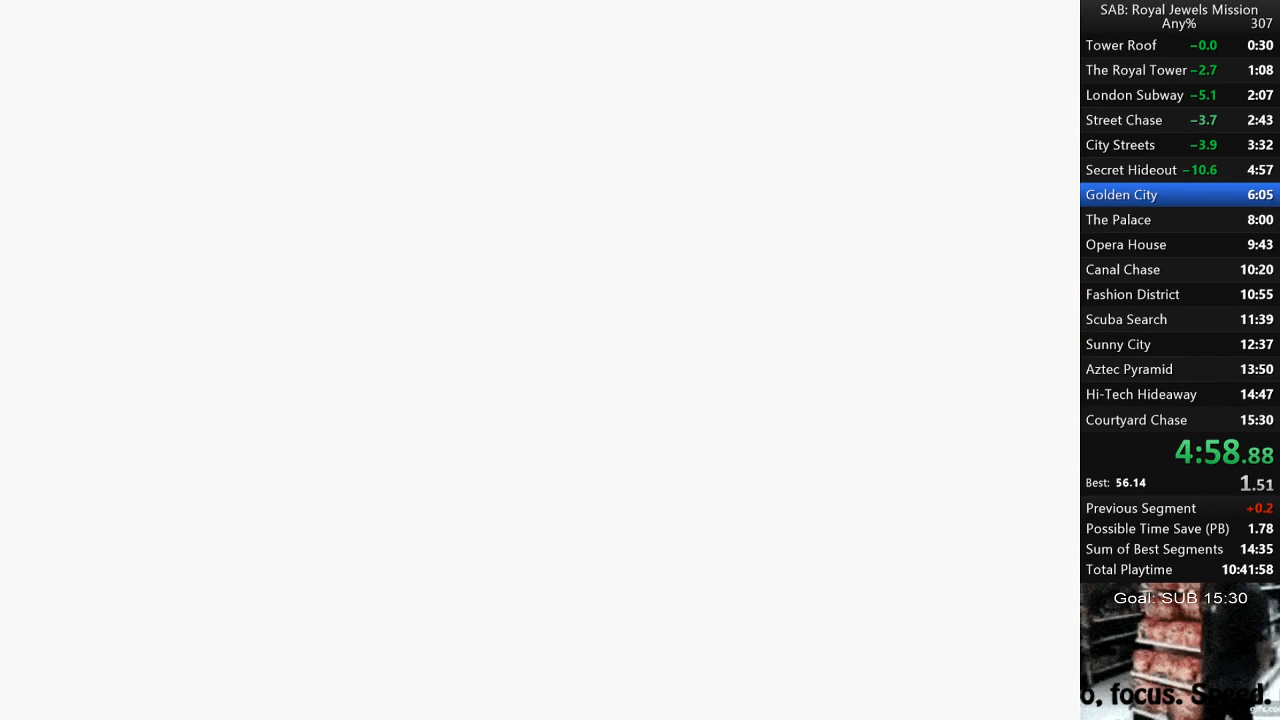 SAB: Royal Jewels Mission
Any% 307
Tower Roof −0.0 0:30
The Royal Tower −2.7 1:08
London Subway −5.1 2:07
Street Chase −3.7 2:43
City Streets −3.9 3:32
Secret Hideout −10.6 4:57
Golden City 6:05
The Palace 8:00
Opera House 9:43
Canal Chase 10:20
Fashion District 10:55
Scuba Search 11:39
Sunny City 12:37
Aztec Pyramid 13:50
Hi-Tech Hideaway 14:47
Courtyard Chase 15:30
4:58.88
Best: 56.14 1.51
Previous Segment +0.2
Possible Time Save (PB) 1.78
Sum of Best Segments 14:35
Total Playtime 10:41:58
Goal: SUB 15:30
o, focus. Speed.